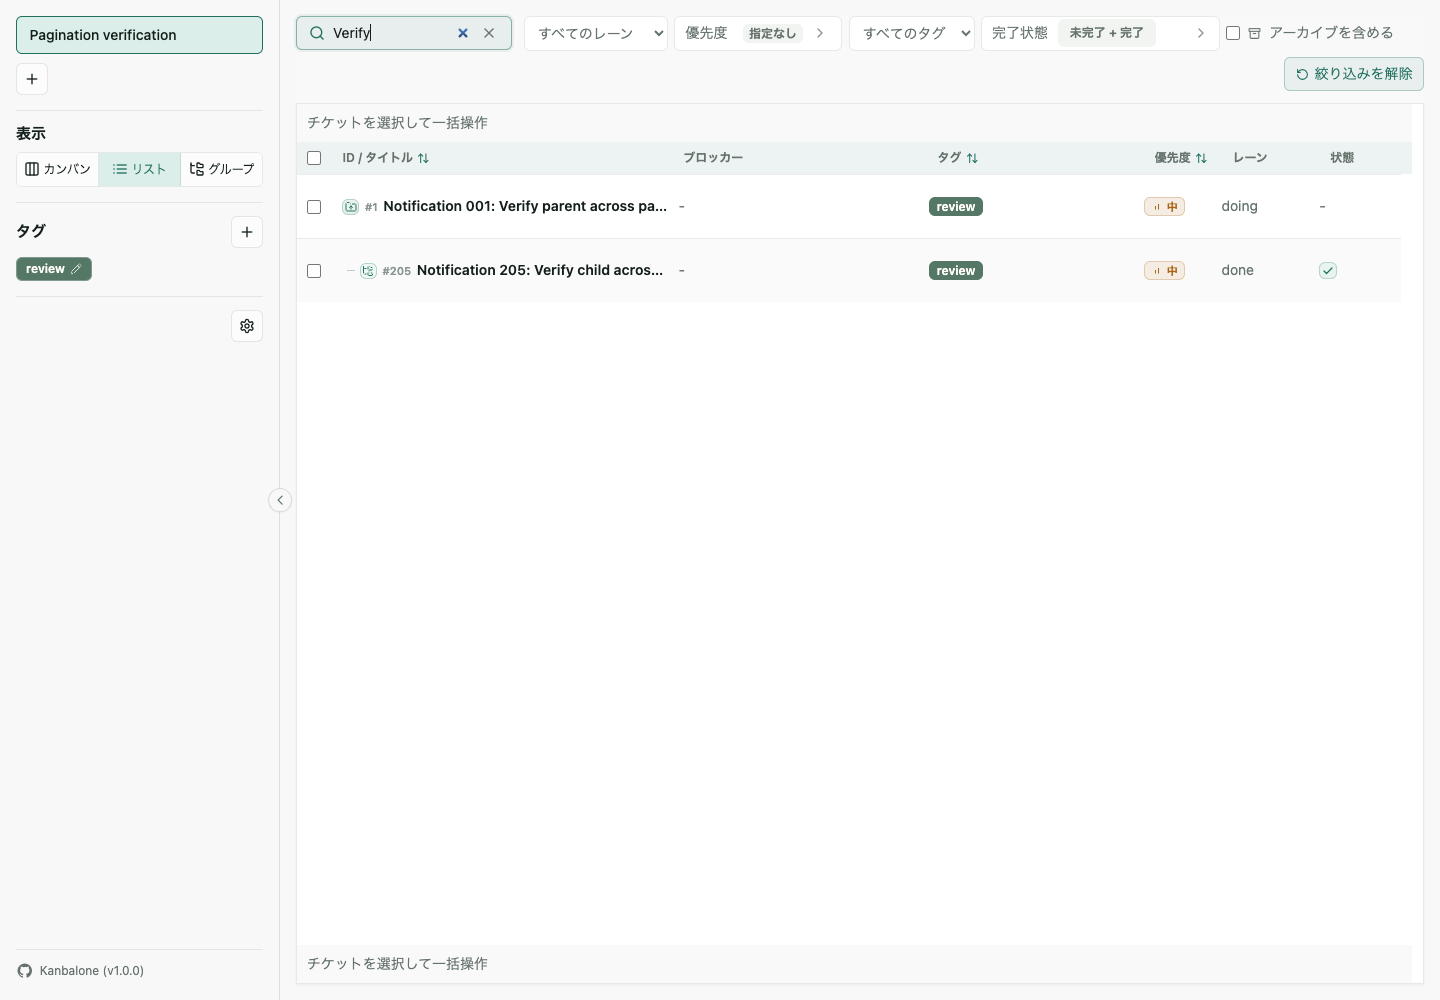 Pagination verification
表示
カンバン リスト グループ
タグ
review
Kanbalone (v1.0.0)
Verify すべてのレーン 優先度 指定なし すべてのタグ 完了状態 未完了 + 完了 アーカイブを含める
絞り込みを解除
チケットを選択して一括操作
ID / タイトル ブロッカー タグ 優先度 レーン 状態
#1 Notification 001: Verify parent across pa... - review 中 doing -
#205 Notification 205: Verify child acros... - review 中 done
チケットを選択して一括操作